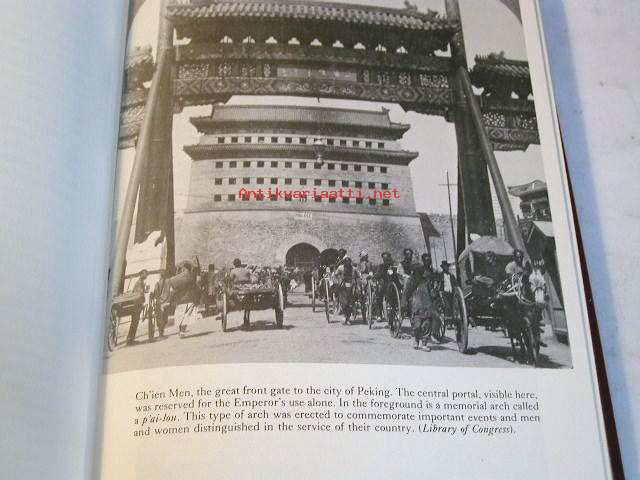 Antikvariaatti.net
Ch'ien Men, the great front gate to the city of Peking. The central portal, visible here,
was reserved for the Emperor's use alone. In the foreground is a memorial arch called
a p'ai-lou. This type of arch was erected to commemorate important events and men
and women distinguished in the service of their country. (Library of Congress).